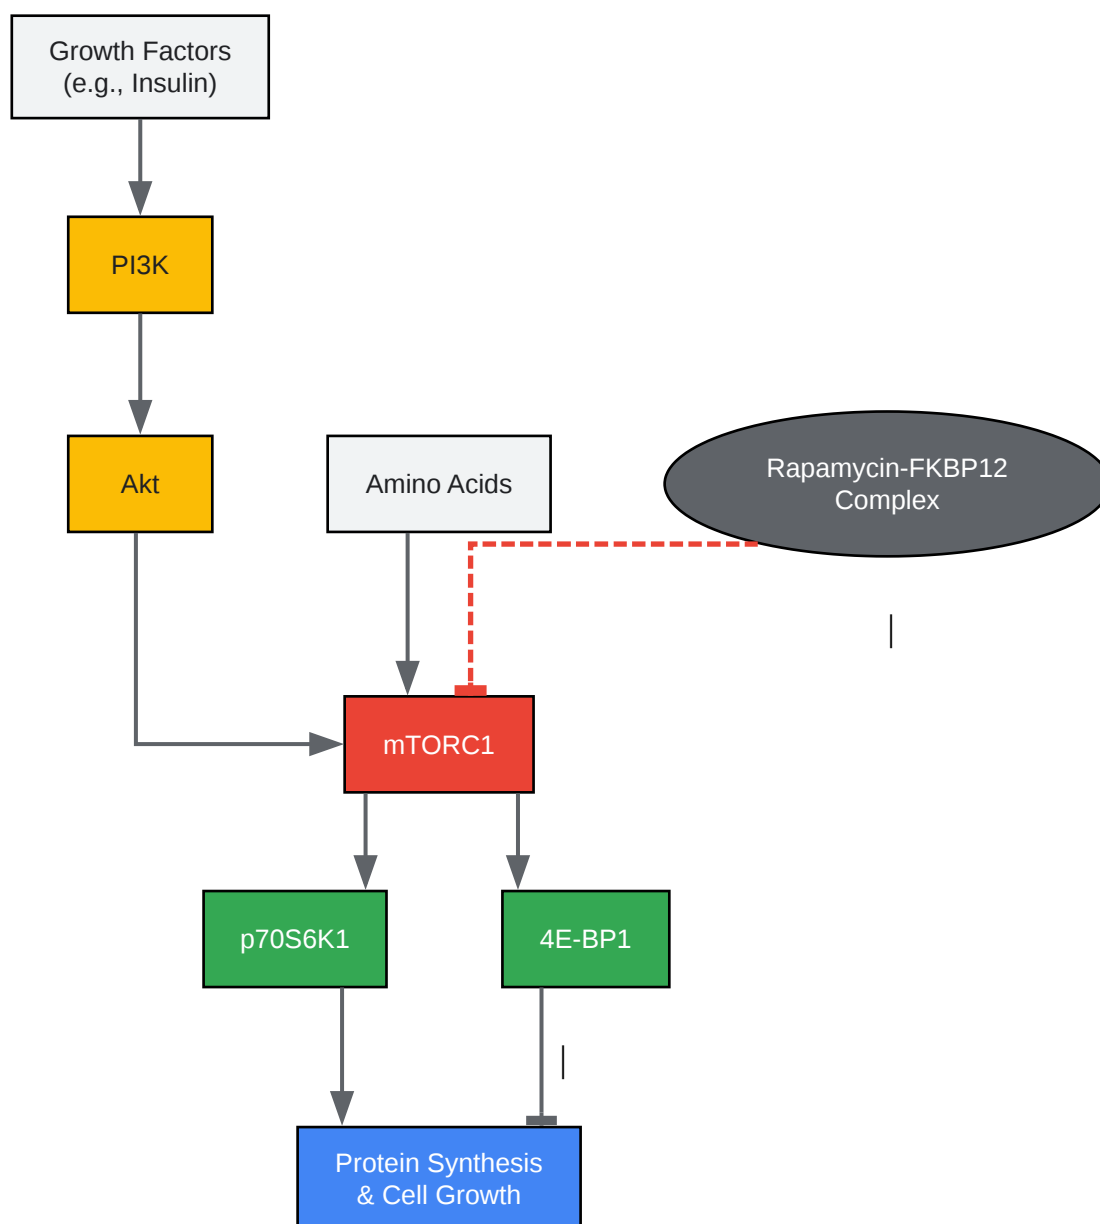 Growth Factors
(e.g., Insulin)
PI3K
Akt
Amino Acids
Rapamycin-FKBP12
Complex
|
mTORC1
p70S6K1
4E-BP1
|
Protein Synthesis
& Cell Growth